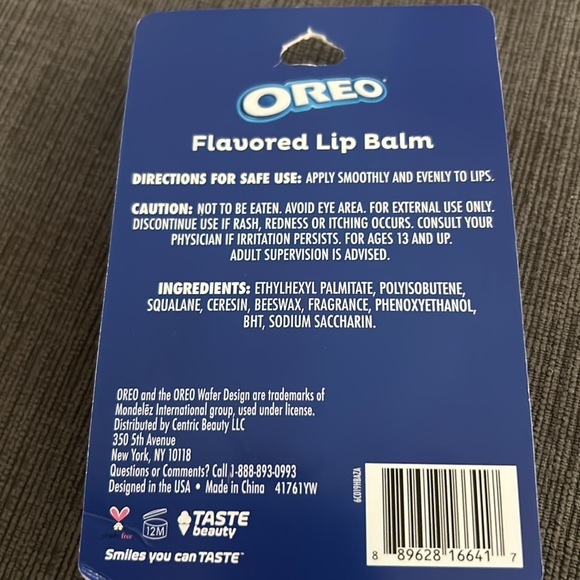 OREO
Flavored Lip Balm
DIRECTIONS FOR SAFE USE: APPLY SMOOTHLY AND EVENLY TO LIPS.
CAUTION: NOT TO BE EATEN. AVOID EYE AREA. FOR EXTERNAL USE ONLY.
DISCONTINUE USE IF RASH, REDNESS OR ITCHING OCCURS. CONSULT YOUR
PHYSICIAN IF IRRITATION PERSISTS. FOR AGES 13 AND UP.
ADULT SUPERVISION IS ADVISED.
INGREDIENTS: ETHYLHEXYL PALMITATE, POLYISOBUTENE,
SQUALANE, CERESIN, BEESWAX, FRAGRANCE, PHENOXYETHANOL,
BHT, SODIUM SACCHARIN.
OREO and the OREO Wafer Design are trademarks of
Mondelēz International group, used under license.
Distributed by Centric Beauty LLC
350 5th Avenue
New York, NY 10118
Questions or Comments? Call 1-888-893-0993
Designed in the USA • Made in China 41761YW
free
12M
TASTE
beauty
Smiles you can TASTE™
6C019HBAZA
8 89628 16641 7